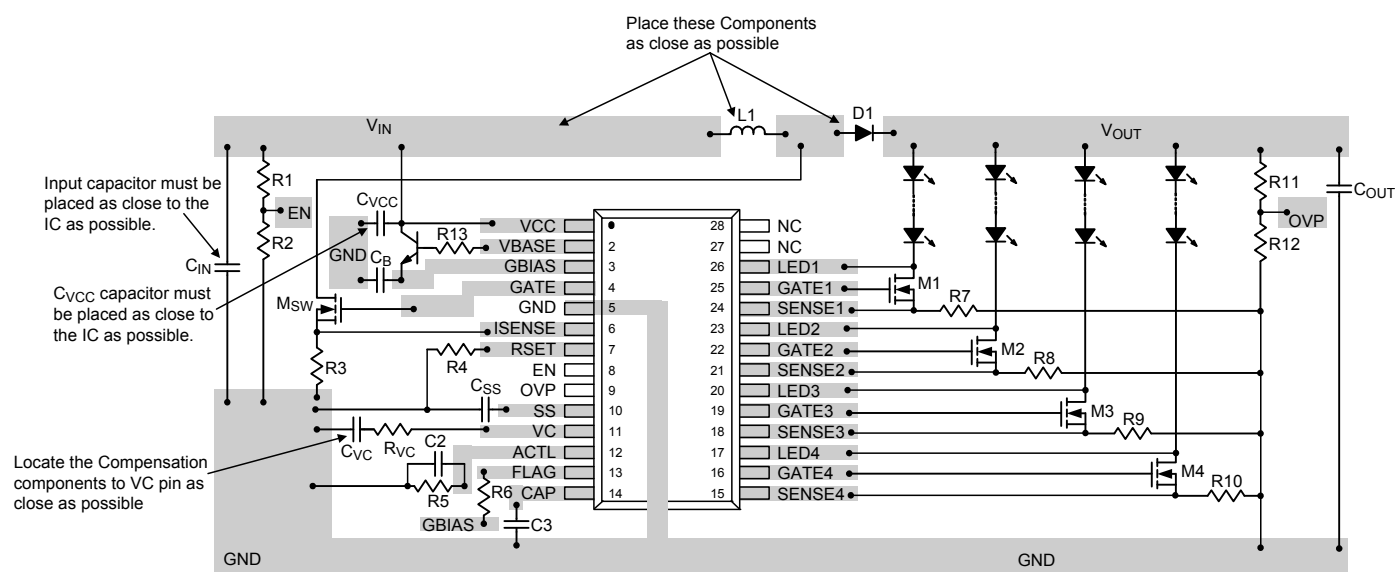 Place these Components
as close as possible
L1
D1
VIN
VOUT
Input capacitor must be
placed as close to the
IC as possible.
R1
EN
R2
CIN
CVCC
GND
CB
R13
R11
OVP
R12
COUT
CVCC capacitor must
be placed as close to
the IC as possible.
MSW
R3
R4
CSS
CVC
RVC
C2
R5
R6
GBIAS
C3
Locate the Compensation
components to VC pin as
close as possible
VCC
VBASE 2
GBIAS 3
GATE 4
GND 5
ISENSE 6
RSET 7
EN 8
OVP 9
SS 10
VC 11
ACTL 12
FLAG 13
CAP 14
28 NC
27 NC
26 LED1
25 GATE1
24 SENSE1
23 LED2
22 GATE2
21 SENSE2
20 LED3
19 GATE3
18 SENSE3
17 LED4
16 GATE4
15 SENSE4
M1
R7
M2
R8
M3
R9
M4
R10
GND
GND